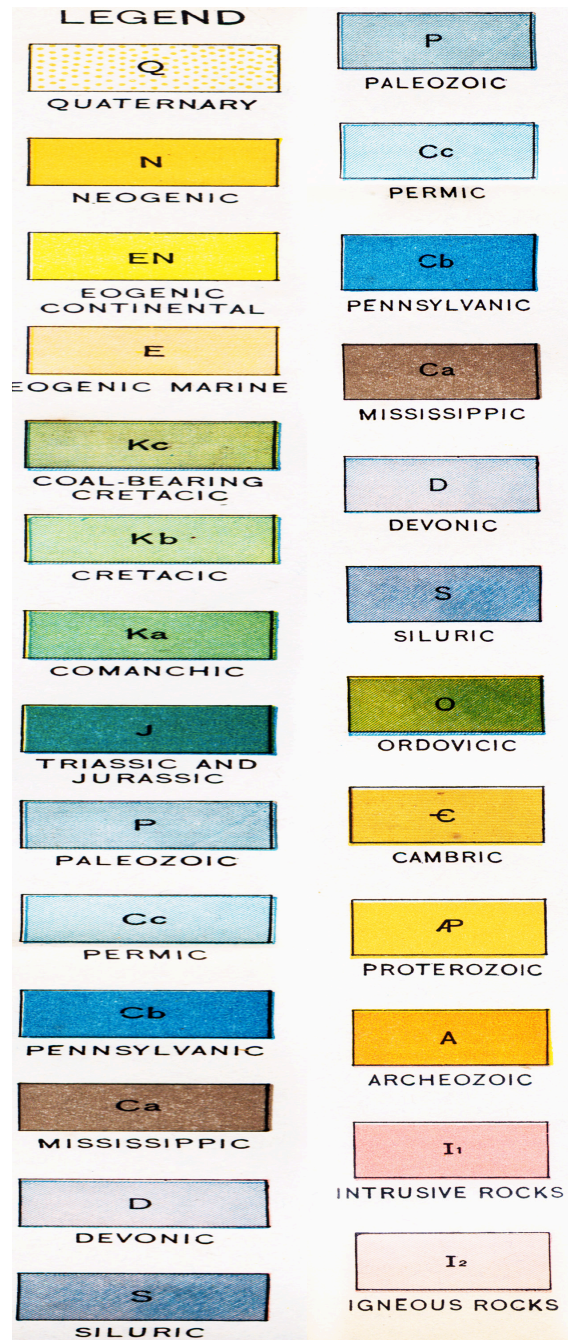 LEGEND
Q
QUATERNARY
N
NEOGENIC
EN
EOGENIC
CONTINENTAL
E
EOGENIC MARINE
Kc
COAL-BEARING
CRETACIC
Kb
CRETACIC
Ka
COMANCHIC
J
TRIASSIC AND
JURASSIC
P
PALEOZOIC
Cc
PERMIC
Cb
PENNSYLVANIC
Ca
MISSISSIPPIC
D
DEVONIC
S
SILURIC
P
PALEOZOIC
Cc
PERMIC
Cb
PENNSYLVANIC
Ca
MISSISSIPPIC
D
DEVONIC
S
SILURIC
O
ORDOVICIC
Ꞓ
CAMBRIC
AP
PROTEROZOIC
A
ARCHEOZOIC
I₁
INTRUSIVE ROCKS
I₂
IGNEOUS ROCKS